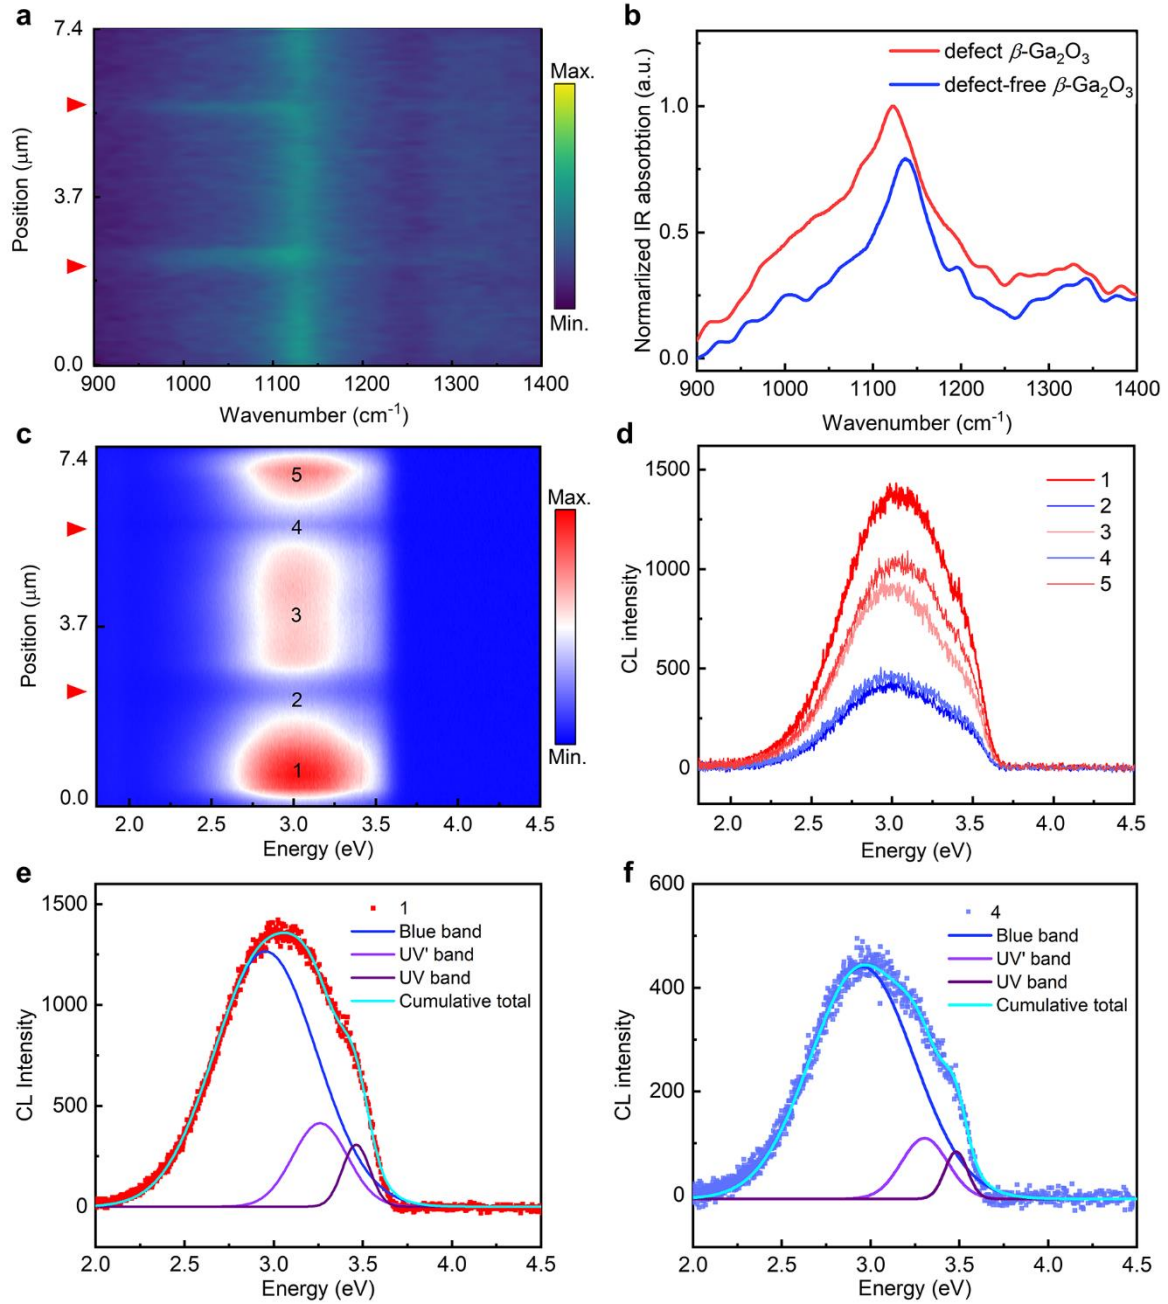 a
7.4
3.7
0.0
Position (μm)
900 1000 1100 1200 1300 1400
Wavenumber (cm⁻¹)
Max.
Min.
b
Normarlized IR absorbtion (a.u.)
1.0
0.5
0.0
defect β-Ga₂O₃
defect-free β-Ga₂O₃
900 1000 1100 1200 1300 1400
Wavenumber (cm⁻¹)
c
7.4
3.7
0.0
Position (μm)
5
4
3
2
1
2.0 2.5 3.0 3.5 4.0 4.5
Energy (eV)
Max.
Min.
d
CL intensity
1500
1000
500
0
1
2
3
4
5
2.0 2.5 3.0 3.5 4.0 4.5
Energy (eV)
e
CL Intensity
1500
1000
500
0
1
Blue band
UV' band
UV band
Cumulative total
2.0 2.5 3.0 3.5 4.0 4.5
Energy (eV)
f
CL intensity
600
400
200
0
4
Blue band
UV' band
UV band
Cumulative total
2.0 2.5 3.0 3.5 4.0 4.5
Energy (eV)